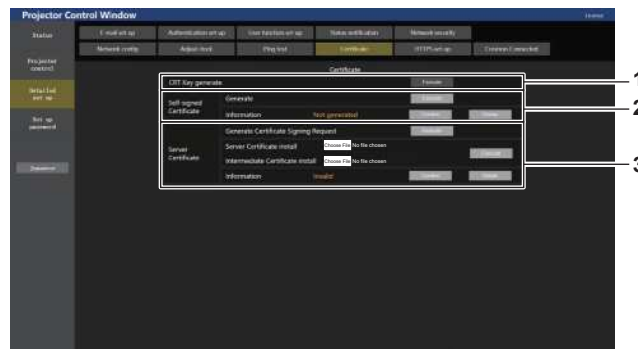 Projector Control Window
License
Status
E-mail set up
Authentication set up
User function set up
Status notification
Network security
Network config
Adjust clock
Ping test
Certificate
HTTPS set up
Crestron Connected
Projector control
Detailed set up
Set up password
Certificate
CRT Key generate
Execute
1
Self-signed Certificate
Generate
Execute
Information
Not generated
Confirm
2
Server Certificate
Generate Certificate Signing Request
Execute
Server Certificate install
Choose File No file chosen
Intermediate Certificate install
Choose File No file chosen
Execute
Information
Invalid
Confirm
3